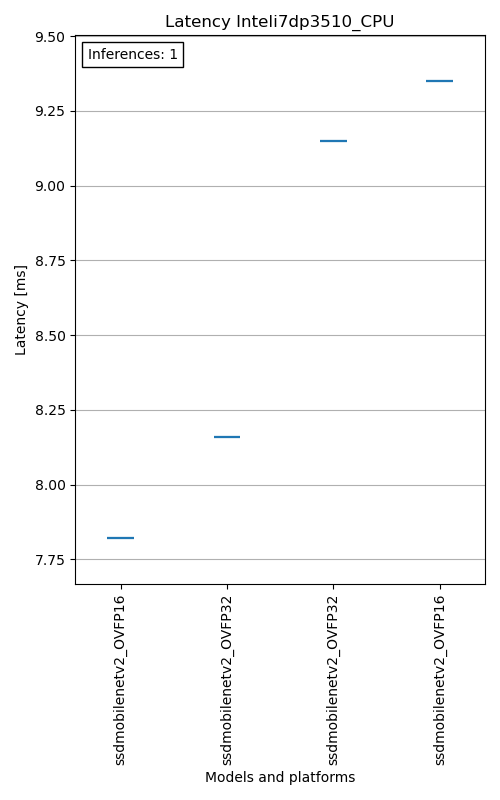 Latency Inteli7dp3510_CPU
Inferences: 1
9.50
9.25
9.00
8.75
8.50
8.25
8.00
7.75
Latency [ms]
ssdmobilenetv2_OVFP16
ssdmobilenetv2_OVFP32
ssdmobilenetv2_OVFP32
ssdmobilenetv2_OVFP16
Models and platforms